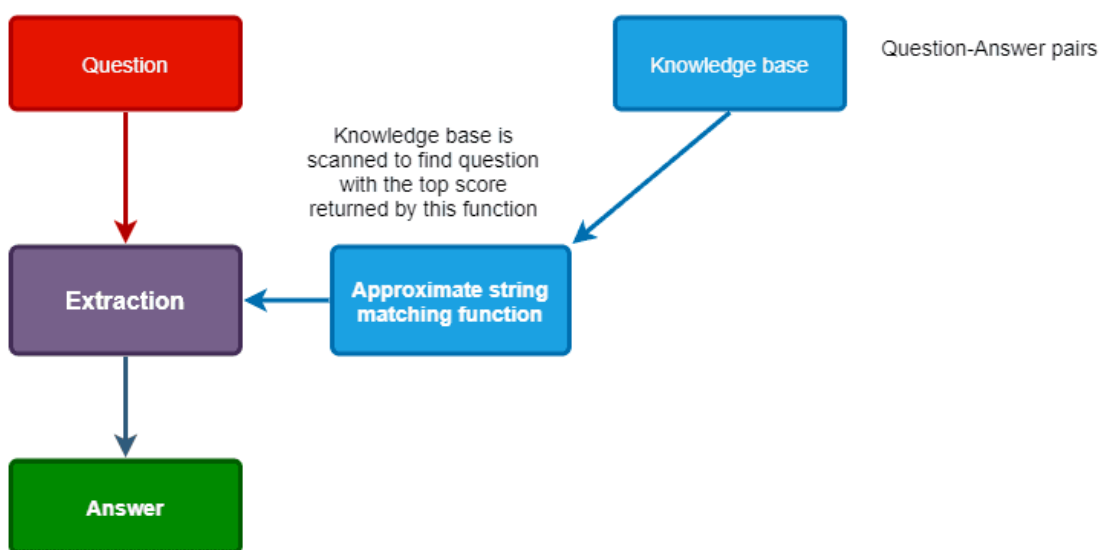 Question
Knowledge base
Question-Answer pairs
Knowledge base is
scanned to find question
with the top score
returned by this function
Extraction
Approximate string
matching function
Answer